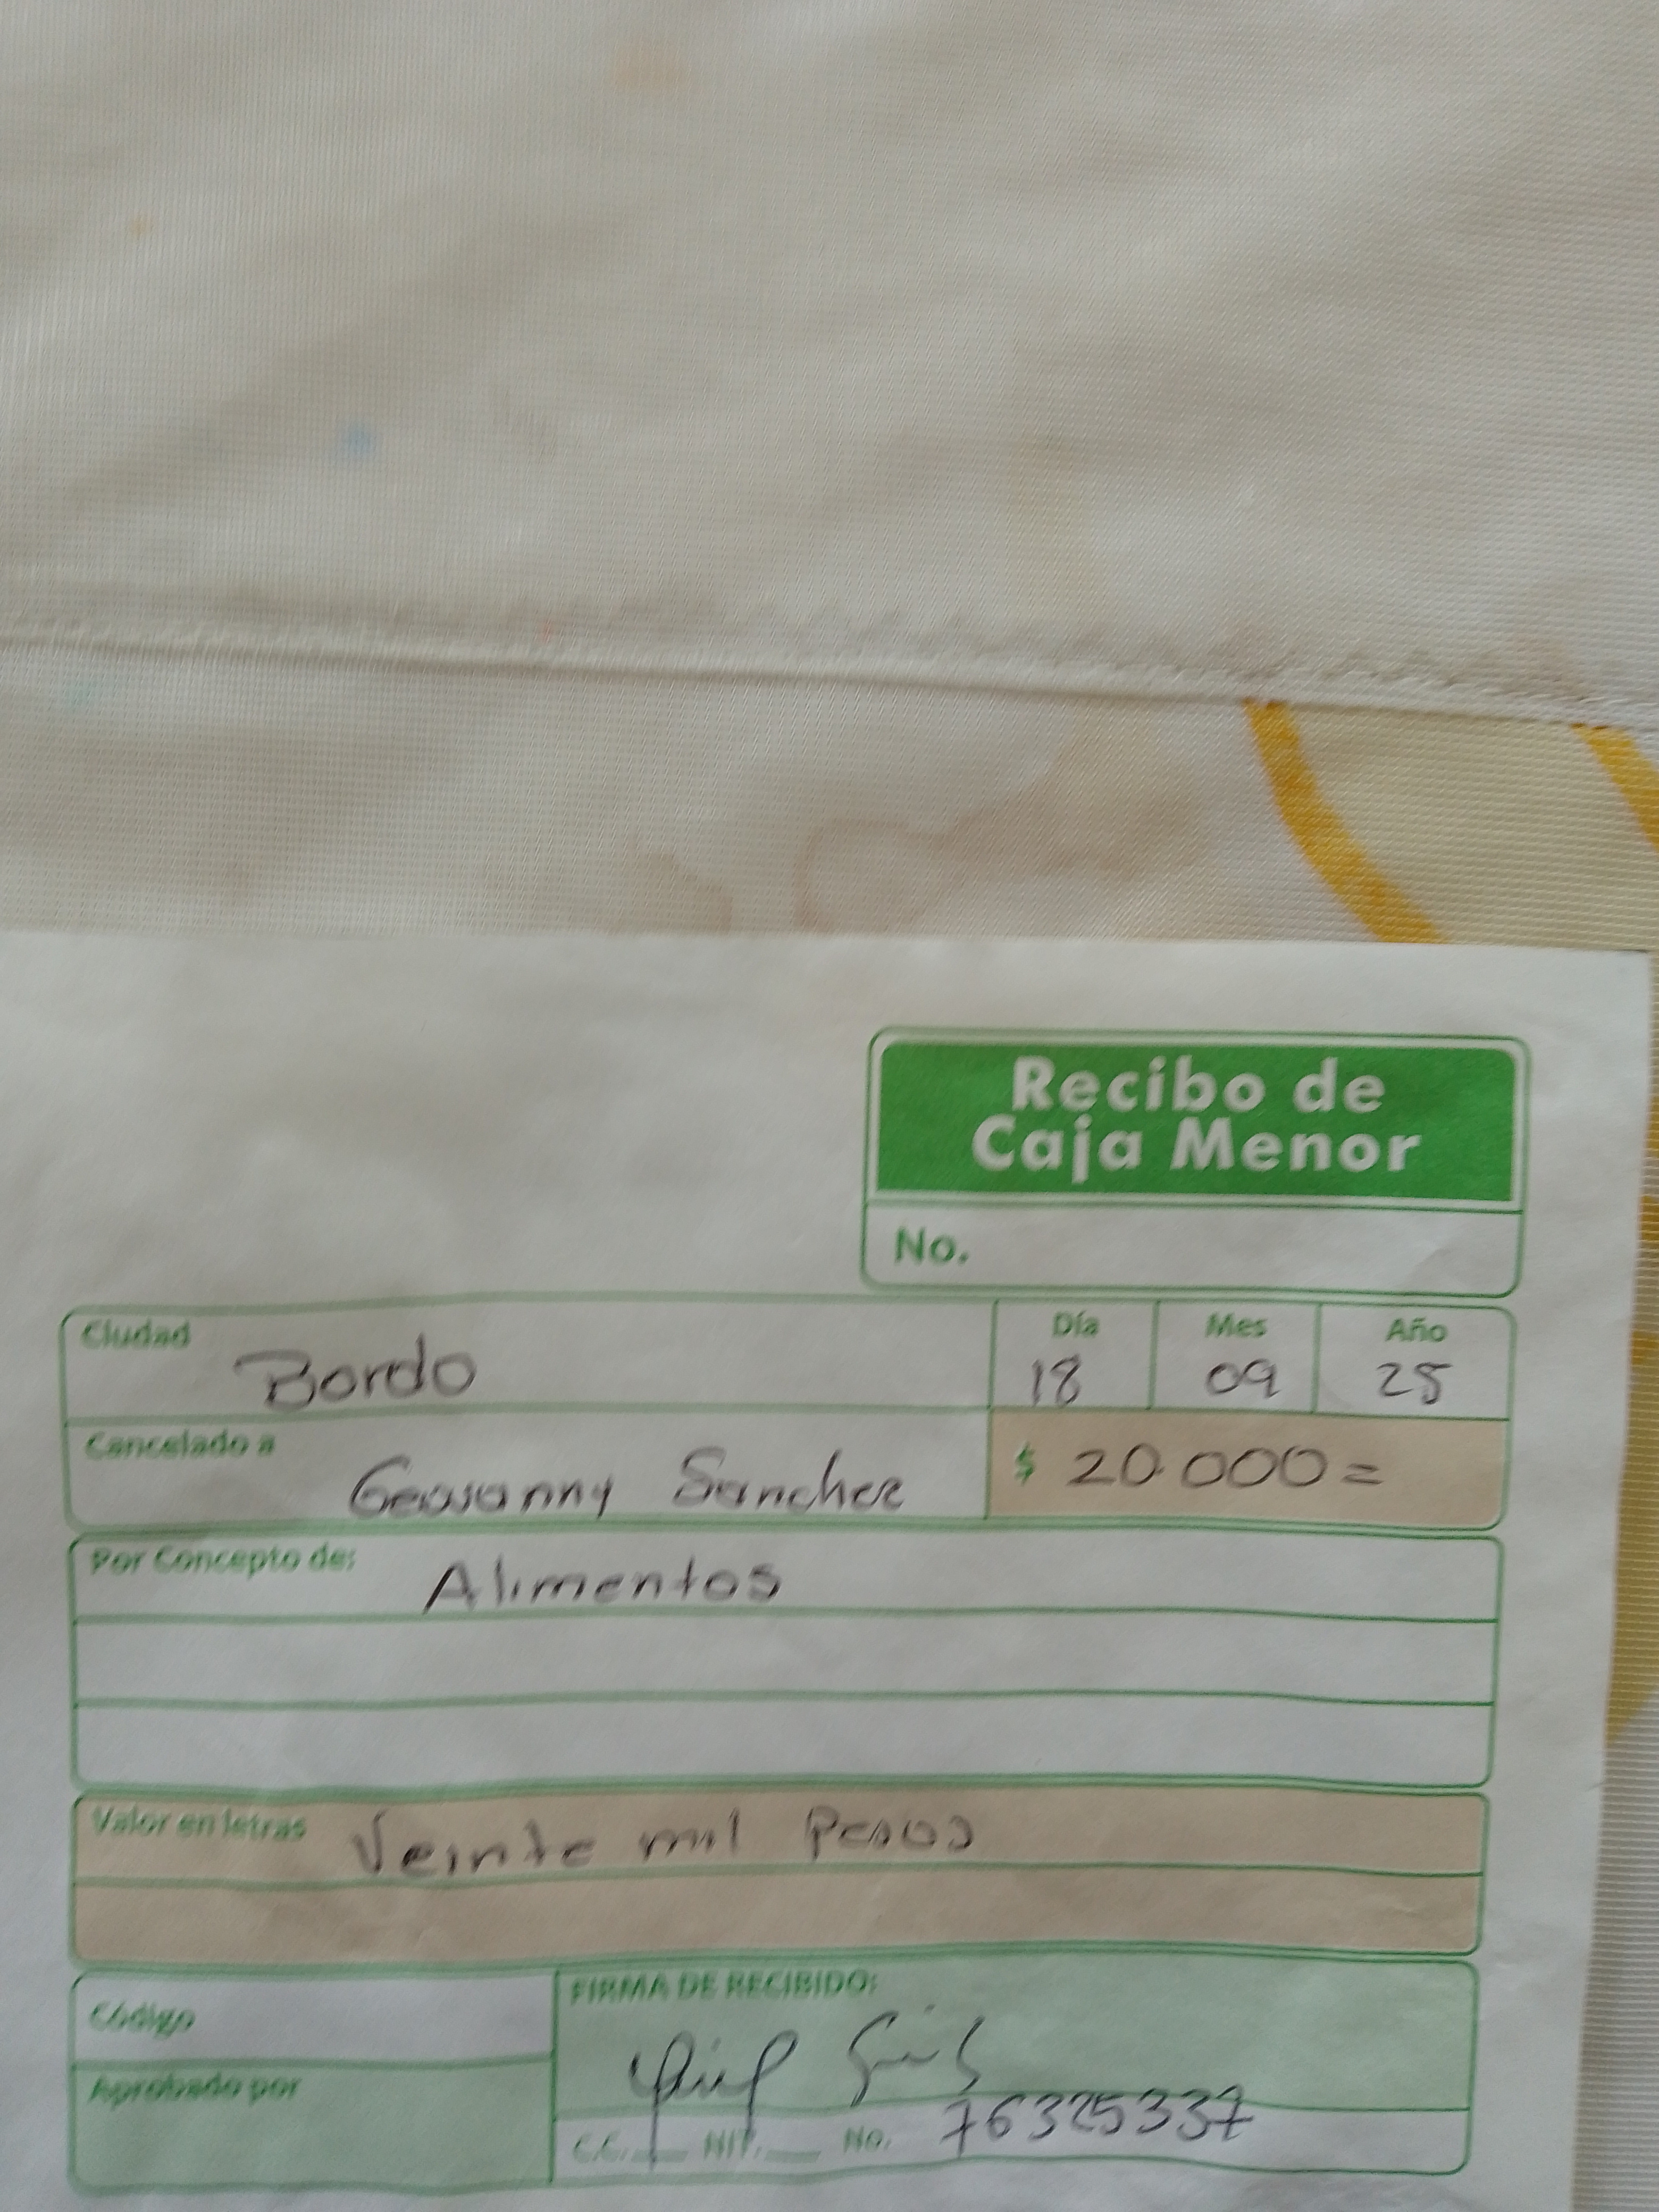 Recibo de
Caja Menor
No.
Ciudad Bordo
Día Mes Año
18 09 25
Cancelado a Geovanny Sanchez
$ 20.000=
Por Concepto de: Alimentos
Valor en letras Veinte mil Pesos
Código
Aprobado por
FIRMA DE RECIBIDO:
C.C. NIT. No. 76325337